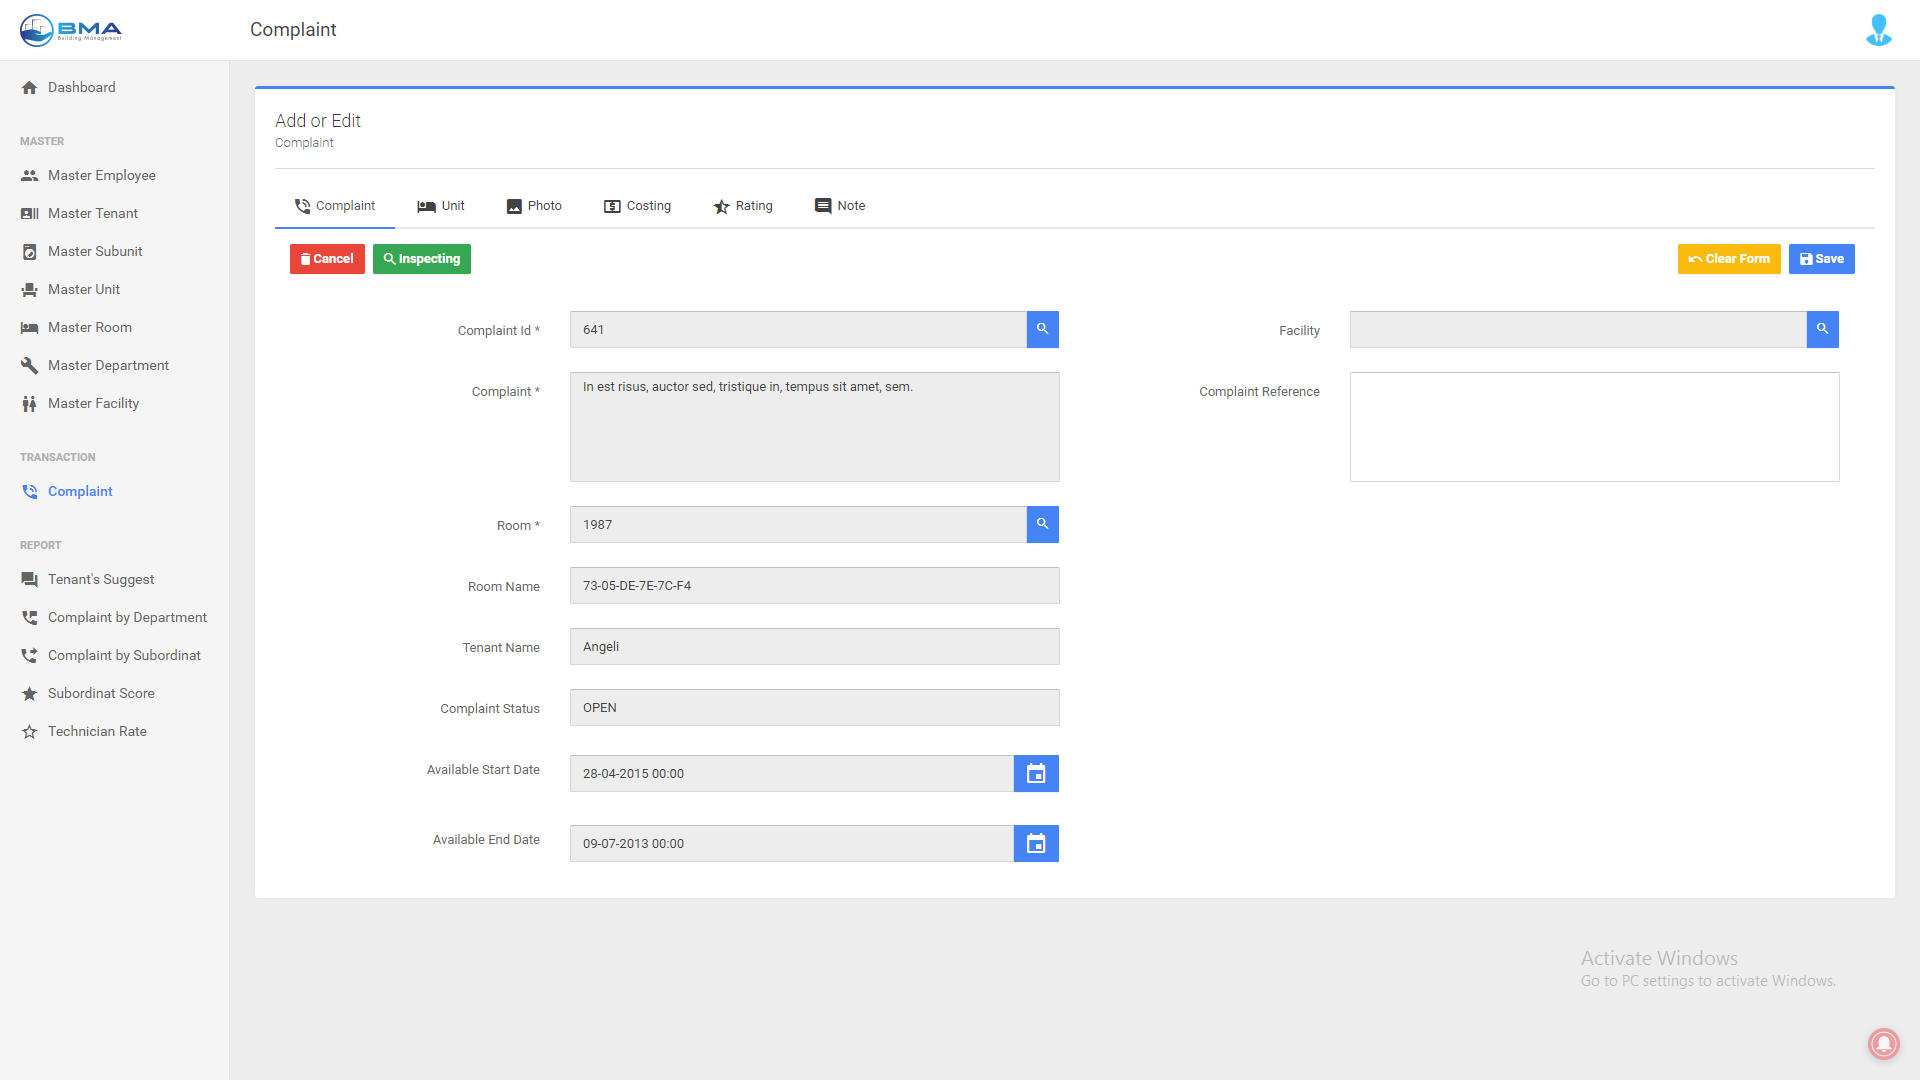 BMA
Building Management
Complaint
Dashboard
MASTER
Master Employee
Master Tenant
Master Subunit
Master Unit
Master Room
Master Department
Master Facility
TRANSACTION
Complaint
REPORT
Tenant's Suggest
Complaint by Department
Complaint by Subordinat
Subordinat Score
Technician Rate
Add or Edit
Complaint
Complaint Unit Photo Costing Rating Note
Cancel Inspecting Clear Form Save
Complaint Id * 641
Facility
Complaint * In est risus, auctor sed, tristique in, tempus sit amet, sem.
Complaint Reference
Room * 1987
Room Name 73-05-DE-7E-7C-F4
Tenant Name Angeli
Complaint Status OPEN
Available Start Date 28-04-2015 00:00
Available End Date 09-07-2013 00:00
Activate Windows
Go to PC settings to activate Windows.